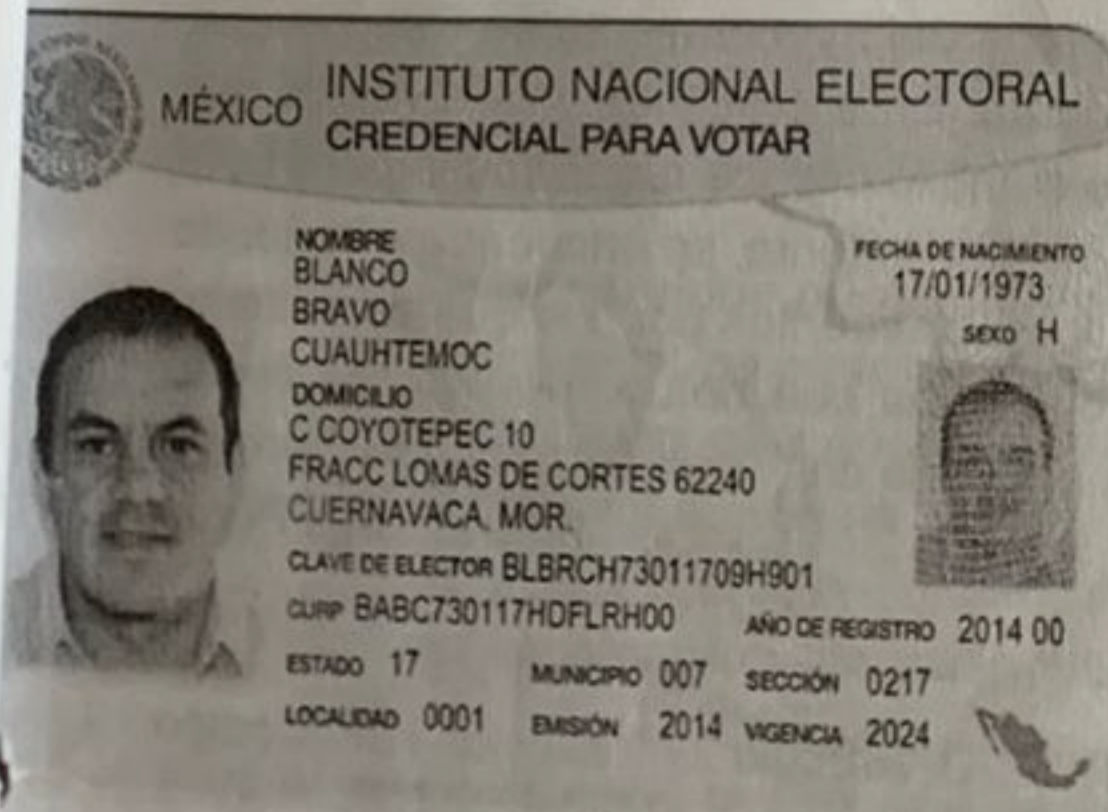 MÉXICO
INSTITUTO NACIONAL ELECTORAL
CREDENCIAL PARA VOTAR
NOMBRE
BLANCO
BRAVO
CUAUHTEMOC
FECHA DE NACIMIENTO
17/01/1973
SEXO H
DOMICILIO
C COYOTEPEC 10
FRACC LOMAS DE CORTES 62240
CUERNAVACA, MOR.
CLAVE DE ELECTOR BLBRCH73011709H901
CURP BABC730117HDFLRH00 AÑO DE REGISTRO 2014 00
ESTADO 17 MUNICIPIO 007 SECCIÓN 0217
LOCALIDAD 0001 EMISIÓN 2014 VIGENCIA 2024